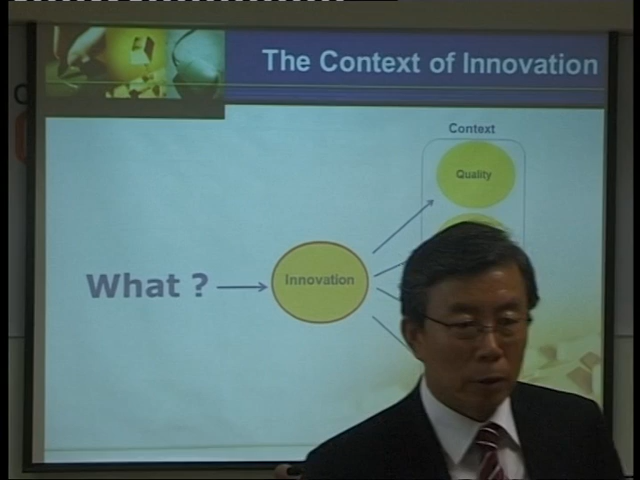 The Context of Innovation
Context
Quality
What ?
Innovation